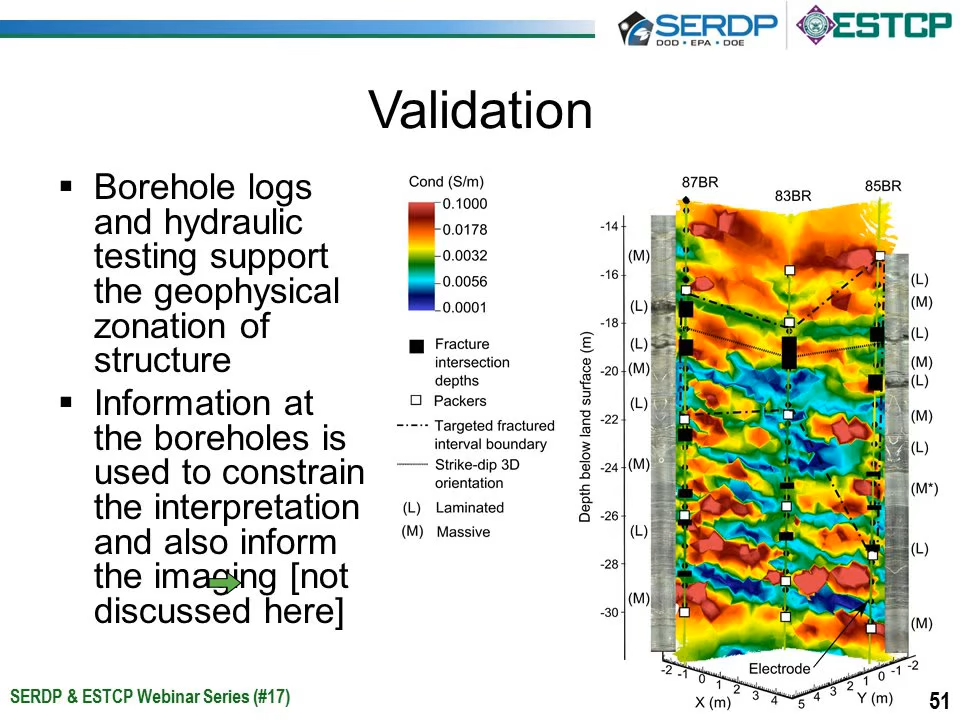 SERDP
DOD • EPA • DOE
ESTCP
Validation
▪ Borehole logs
and hydraulic
testing support
the geophysical
zonation of
structure
▪ Information at
the boreholes is
used to constrain
the interpretation
and also inform
the imaging [not
discussed here]
Cond (S/m)
0.1000
0.0178
0.0032
0.0056
0.0001
Fracture
intersection
depths
Packers
Targeted fractured
interval boundary
Strike-dip 3D
orientation
(L) Laminated
(M) Massive
87BR
83BR
85BR
Depth below land surface (m)
-14
-16
-18
-20
-22
-24
-26
-28
-30
(M)
(L)
(L)
(M)
(L)
(M)
(L)
(M)
(L)
(M)
(L)
(M)
(L)
(M)
(L)
(M*)
(L)
(M)
Electrode
-2 -1 0 1 2 3 4
X (m)
5 4 3 2 1 0 -1 -2
Y (m)
SERDP & ESTCP Webinar Series (#17)
51